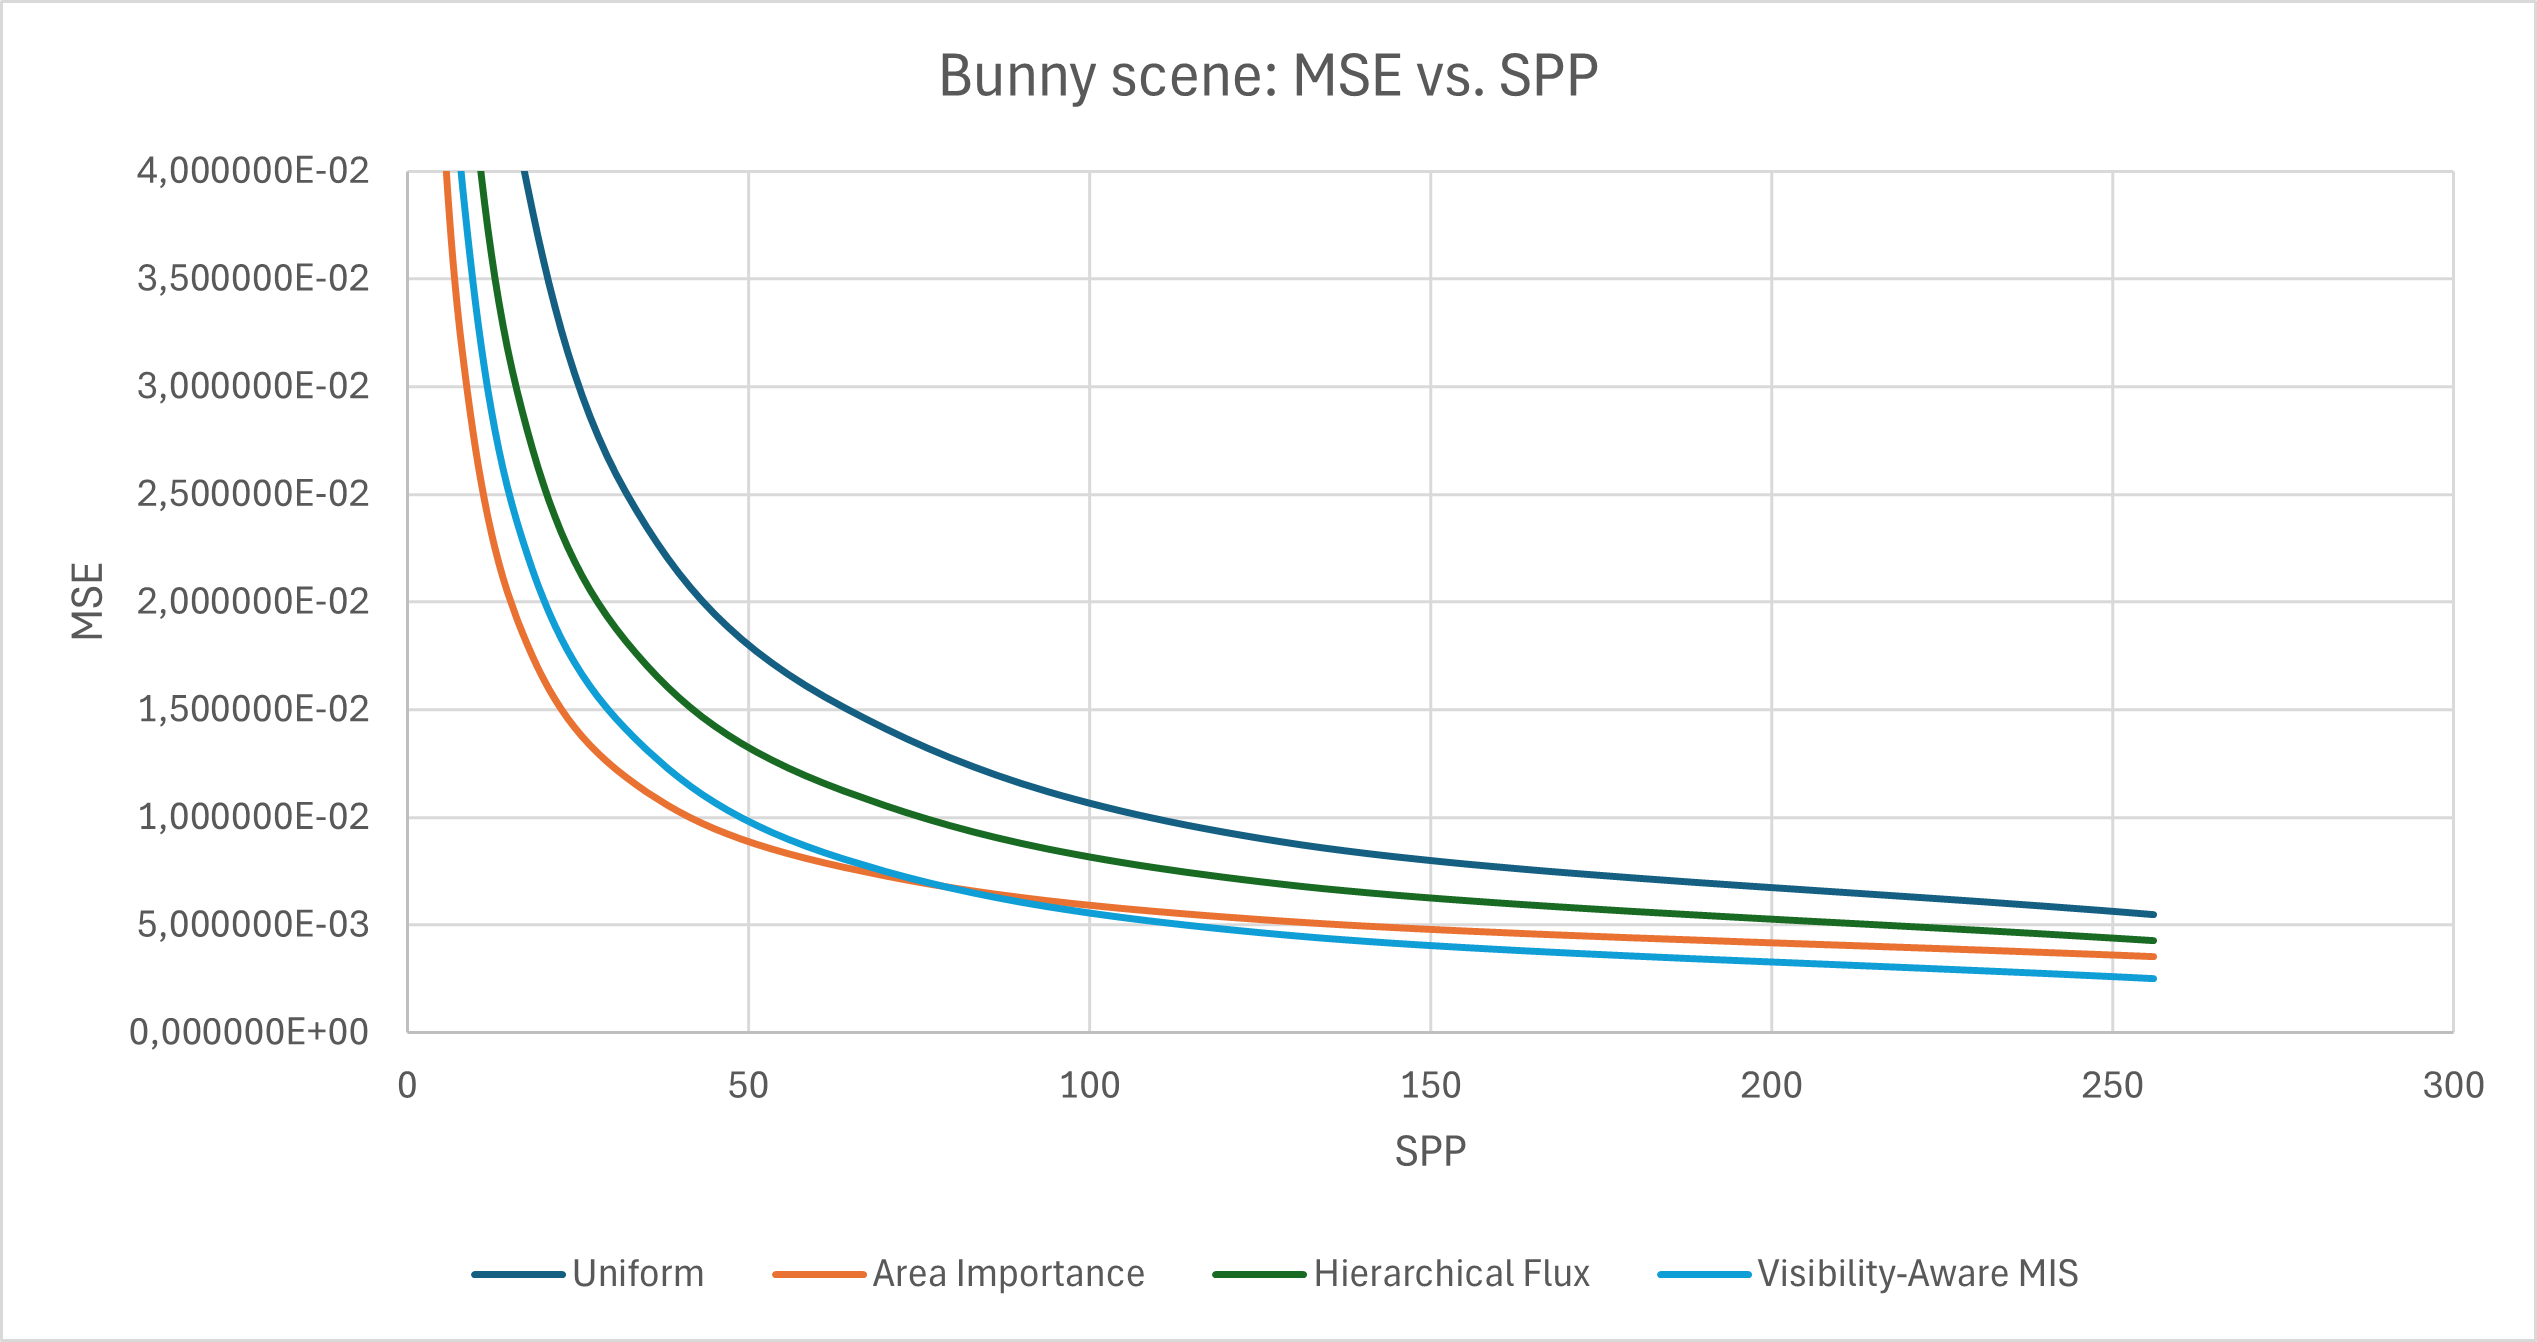 Bunny scene: MSE vs. SPP
4,000000E-02
3,500000E-02
3,000000E-02
2,500000E-02
2,000000E-02
1,500000E-02
1,000000E-02
5,000000E-03
0,000000E+00
MSE
0 50 100 150 200 250 300
SPP
Uniform Area Importance Hierarchical Flux Visibility-Aware MIS